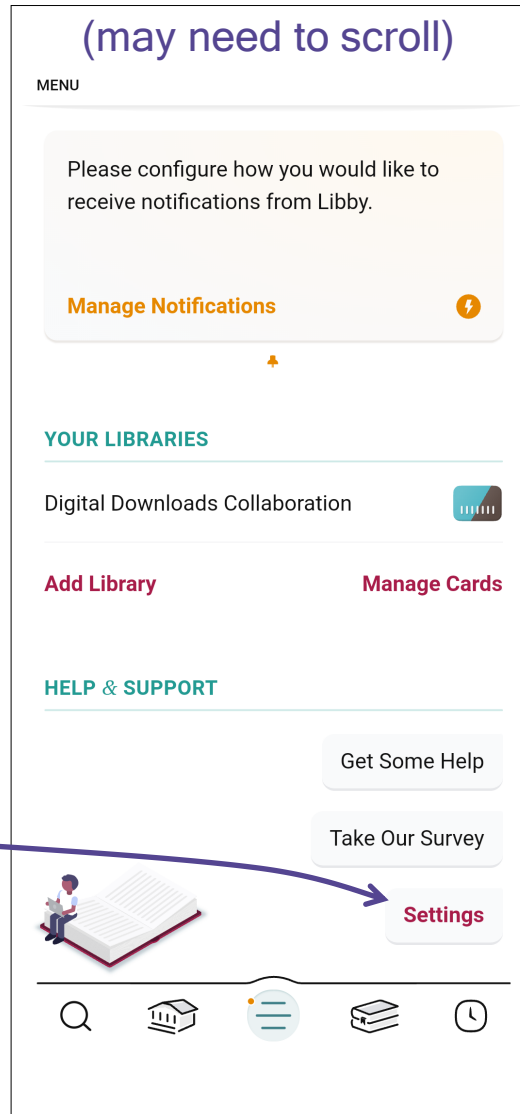 (may need to scroll)
MENU
Please configure how you would like to
receive notifications from Libby.
Manage Notifications
YOUR LIBRARIES
Digital Downloads Collaboration
Add Library
Manage Cards
HELP & SUPPORT
Get Some Help
Take Our Survey
Settings